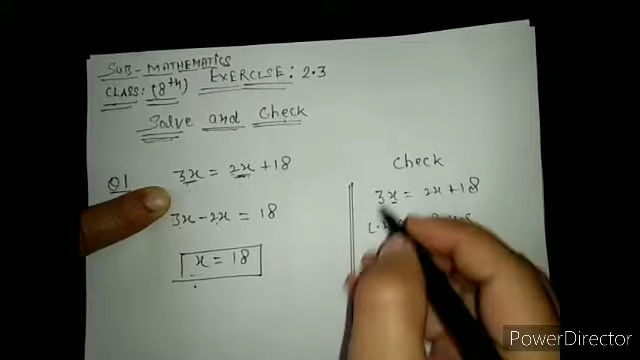 SUB-MATHEMATICS
CLASS: (8th) EXERCISE: 2.3
Solve and Check
Q1 3x = 2x+18
3x-2x = 18
x = 18
Check
3x = 2x+18
PowerDirector